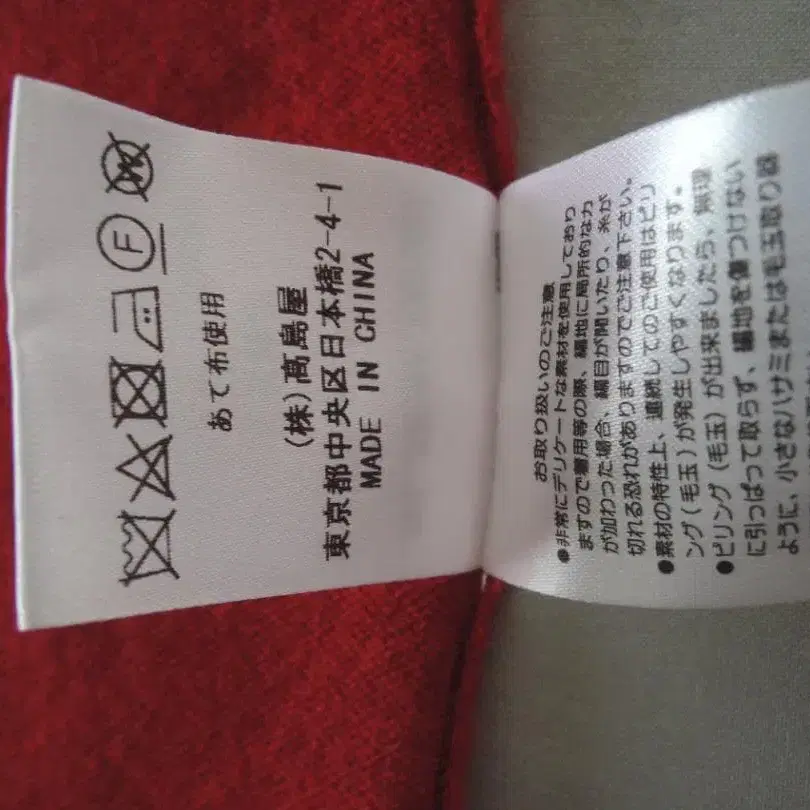 F
あて布使用
(株)髙島屋
東京都中央区日本橋2-4-1
MADE IN CHINA
お取り扱いのご注意
●非常にデリケートな素材を使用しており
ますので着用等の際、編地に局所的な力
が加わった場合、編目が開いたり、糸が
切れる恐れがありますのでご注意下さい。
●素材の特性上、連続してのご使用はピリ
ング(毛玉)が発生しやすくなります。
●ピリング(毛玉)が出来ましたら、無理
に引っぱって取らず、編地を傷つけない
ように、小さなハサミまたは毛玉取り器